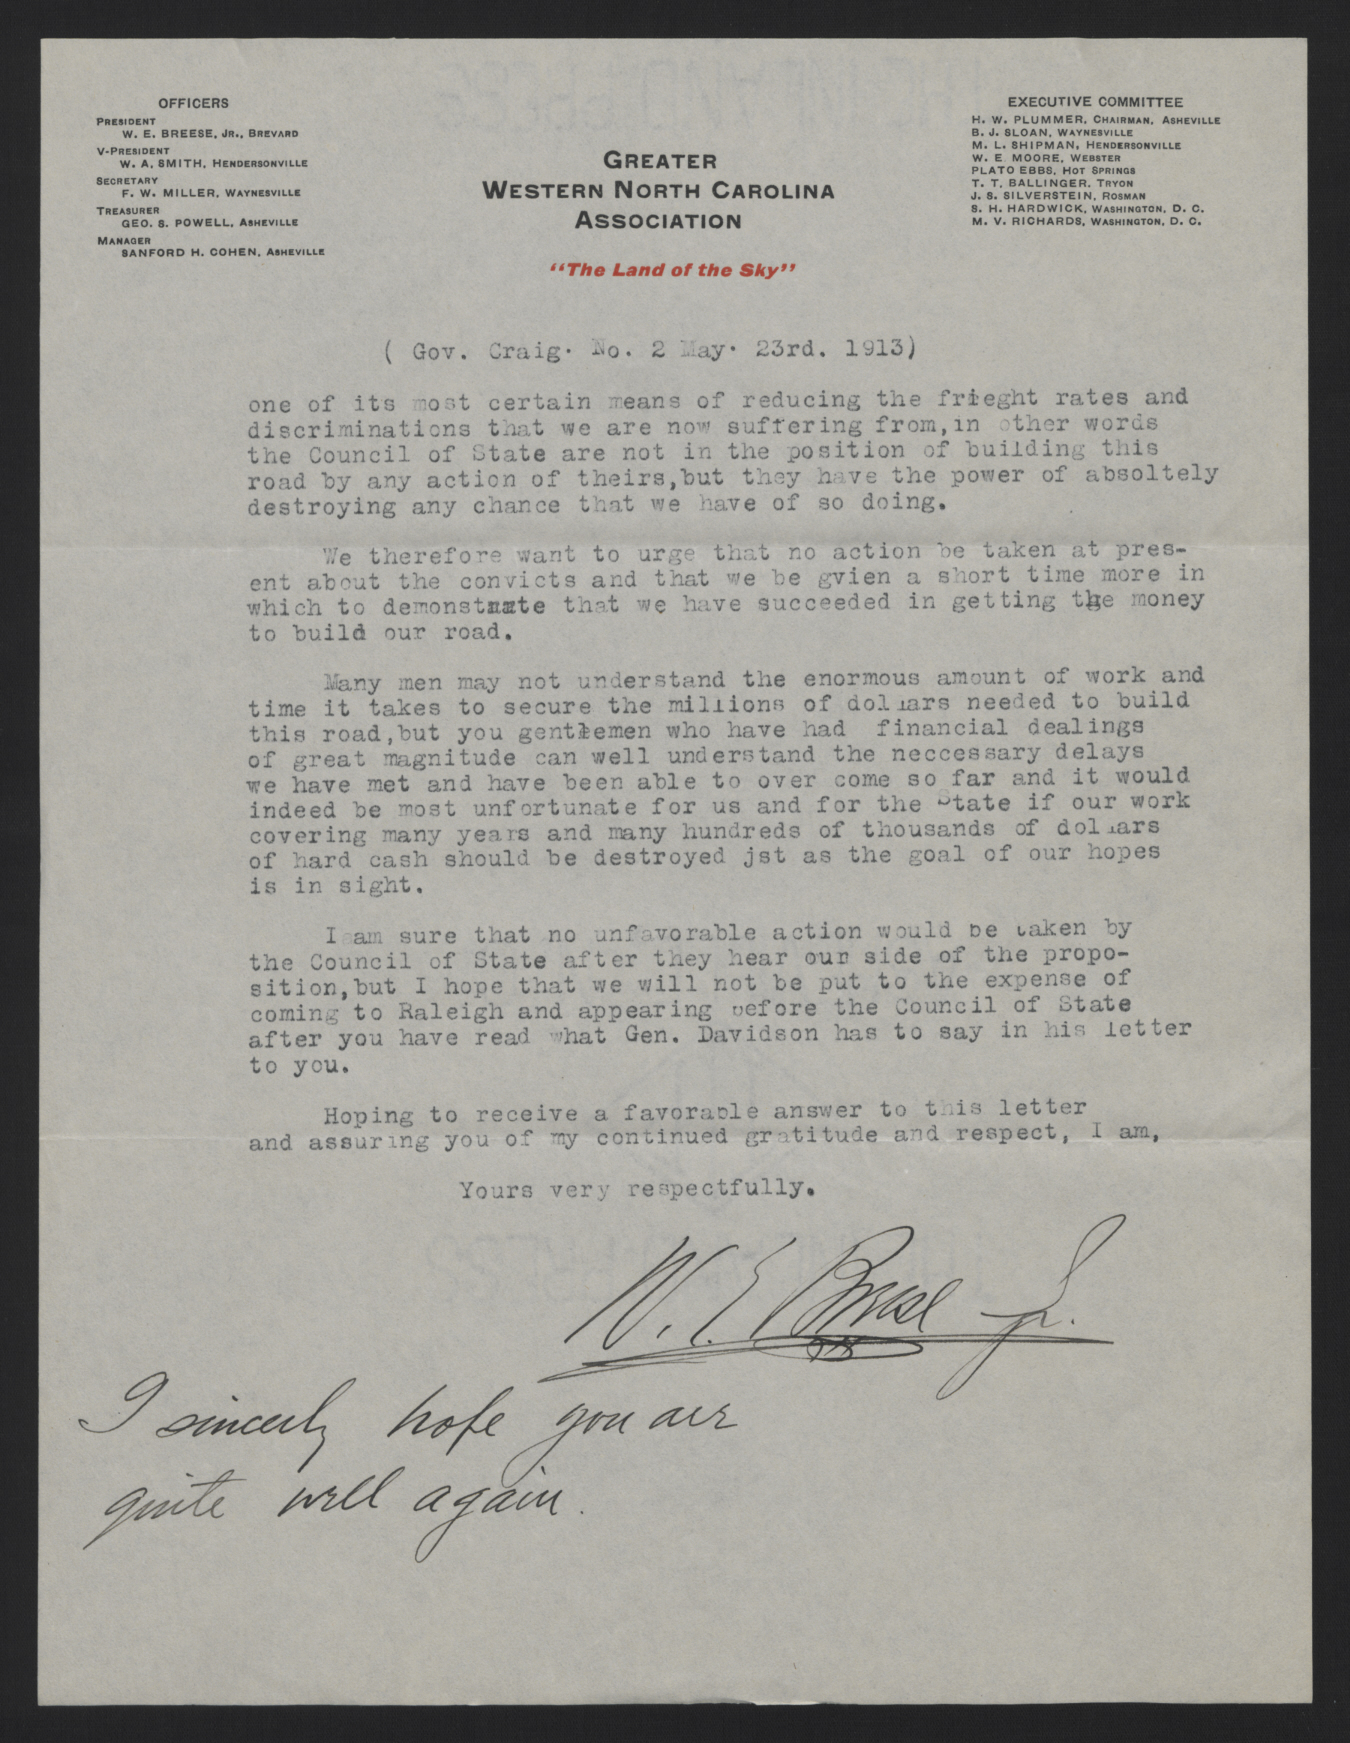 OFFICERS
PRESIDENT
W. E. BREESE, JR., BREVARD
V-PRESIDENT
W. A. SMITH, HENDERSONVILLE
SECRETARY
F. W. MILLER, WAYNESVILLE
TREASURER
GEO. S. POWELL, ASHEVILLE
MANAGER
SANFORD H. COHEN, ASHEVILLE
GREATER
WESTERN NORTH CAROLINA
ASSOCIATION
"The Land of the Sky"
EXECUTIVE COMMITTEE
H. W. PLUMMER, CHAIRMAN, ASHEVILLE
B. J. SLOAN, WAYNESVILLE
M. L. SHIPMAN, HENDERSONVILLE
W. E. MOORE, WEBSTER
PLATO EBBS, HOT SPRINGS
T. T. BALLINGER, TRYON
J. S. SILVERSTEIN, ROSMAN
S. H. HARDWICK, WASHINGTON, D. C.
M. V. RICHARDS, WASHINGTON, D. C.
( Gov. Craig. No. 2 May. 23rd. 1913)
one of its most certain means of reducing the frieght rates and
discriminations that we are now suffering from,in other words
the Council of State are not in the position of building this
road by any action of theirs,but they have the power of absoltely
destroying any chance that we have of so doing.
We therefore want to urge that no action be taken at pres-
ent about the convicts and that we be gvien a short time more in
which to demonstrate that we have succeeded in getting the money
to build our road.
Many men may not understand the enormous amount of work and
time it takes to secure the millions of dollars needed to build
this road,but you gentlemen who have had financial dealings
of great magnitude can well understand the neccessary delays
we have met and have been able to over come so far and it would
indeed be most unfortunate for us and for the State if our work
covering many years and many hundreds of thousands of dollars
of hard cash should be destroyed jst as the goal of our hopes
is in sight.
I am sure that no unfavorable action would be taken by
the Council of State after they hear our side of the propo-
sition,but I hope that we will not be put to the expense of
coming to Raleigh and appearing before the Council of State
after you have read what Gen. Davidson has to say in his letter
to you.
Hoping to receive a favorable answer to this letter
and assuring you of my continued gratitude and respect, I am,
Yours very respectfully.
W. E Breese Jr.
I sincerly hope you are
quite well again.